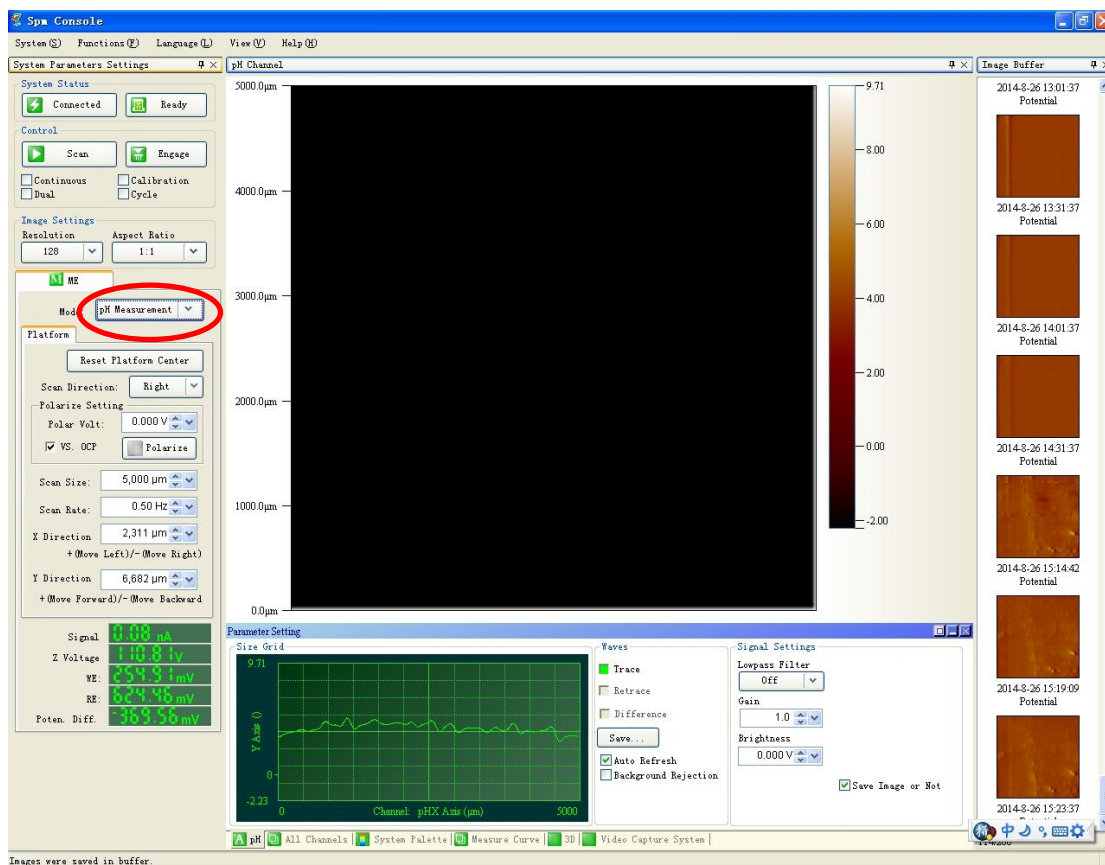 Spm Console
System(S) Functions(F) Language(L) View(V) Help(H)
System Parameters Settings
System Status
Connected Ready
Control
Scan Engage
Continuous Calibration
Dual Cycle
Image Settings
Resolution Aspect Ratio
128 1:1
M ME
pH Measurement
Platform
Reset Platform Center
Scan Direction: Right
Polarize Setting
Polar Volt: 0.000 V
VS. OCP Polarize
Scan Size: 5,000 µm
Scan Rate: 0.50 Hz
X Direction 2,311 µm
+(Move Left)/-(Move Right)
Y Direction 6,682 µm
+(Move Forward)/-(Move Backward
Signal 0.08 nA
Z Voltage 110.81v
WE: 254.91mV
RE: 624.46mV
Poten. Diff. -369.56mV
pH Channel
5000.0µm
4000.0µm
3000.0µm
2000.0µm
1000.0µm
0.0µm
9.71
8.00
6.00
4.00
2.00
0.00
-2.00
Parameter Setting
Size Grid
9.71
Y Axis ()
0
-2.23
0 Channel: pHX Axis (µm) 5000
Waves
Trace
Retrace
Difference
Save...
Auto Refresh
Background Rejection
Signal Settings
Lowpass Filter
Off
Gain
1.0
Brightness
0.000 V
Save Image or Not
A pH All Channels System Palette Measure Curve 3D Video Capture System
Image Buffer
2014-8-26 13:01:37
Potential
2014-8-26 13:31:37
Potential
2014-8-26 14:01:37
Potential
2014-8-26 14:31:37
Potential
2014-8-26 15:14:42
Potential
2014-8-26 15:19:09
Potential
2014-8-26 15:23:37
中
Images were saved in buffer.